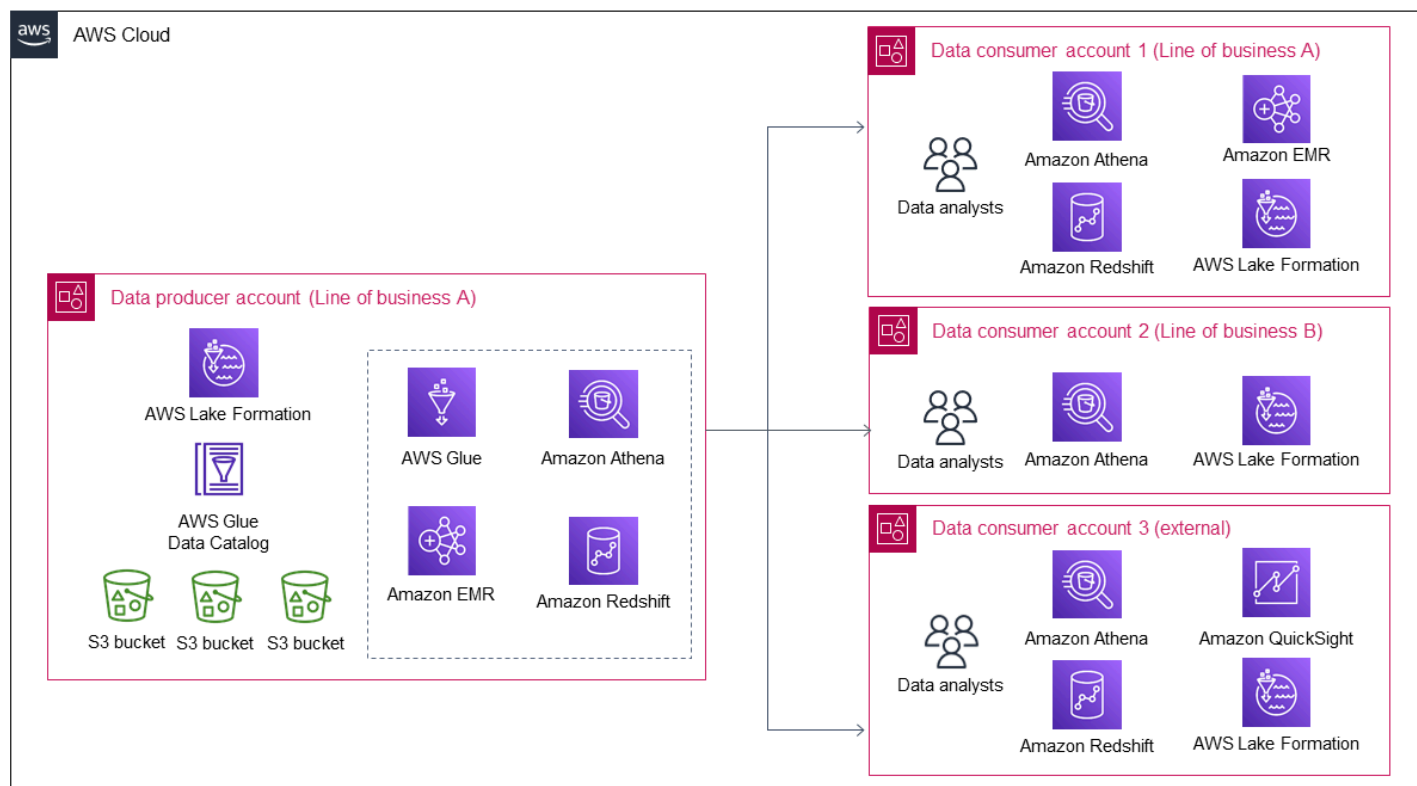 aws
AWS Cloud
Data consumer account 1 (Line of business A)
Amazon Athena
Amazon EMR
Data analysts
Amazon Redshift
AWS Lake Formation
Data producer account (Line of business A)
AWS Lake Formation
AWS Glue
Data Catalog
S3 bucket
S3 bucket
S3 bucket
AWS Glue
Amazon Athena
Amazon EMR
Amazon Redshift
Data consumer account 2 (Line of business B)
Data analysts
Amazon Athena
AWS Lake Formation
Data consumer account 3 (external)
Amazon Athena
Amazon QuickSight
Data analysts
Amazon Redshift
AWS Lake Formation